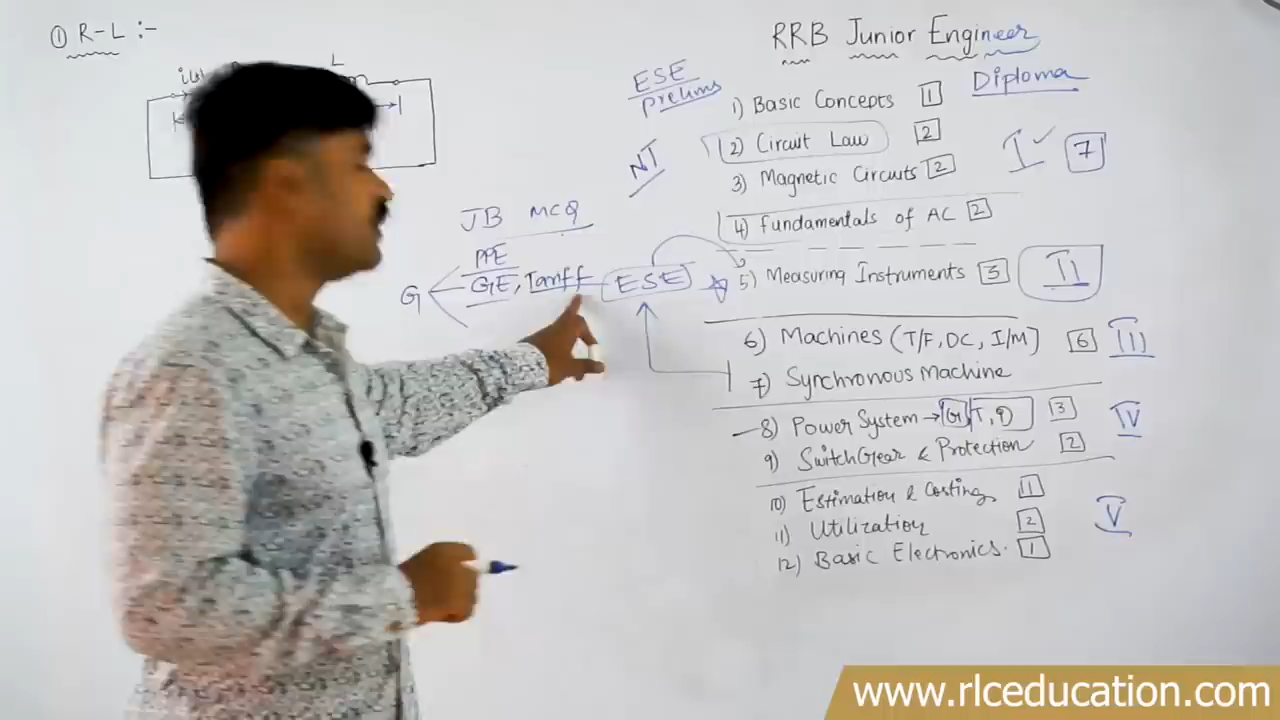 ① R-L :-
i(t)
L
RRB Junior Engineer
Diploma
ESE
prelims
NT
1) Basic Concepts 1
2) Circuit Law 2
3) Magnetic Circuits 2
4) fundamentals of AC 2
I ✓ 7
5) Measuring Instruments 3
II
6) Machines (T/F, DC, I/M) 6
7) Synchronous Machine
III
8) Power System → G, T, D 3
9) SwitchGear & Protection 2
IV
10) Estimation & Costing 1
11) Utilization 2
12) Basic Electronics. 1
V
JB MCQ
PPE
G
GE, Tariff
ESE
www.rlceducation.com